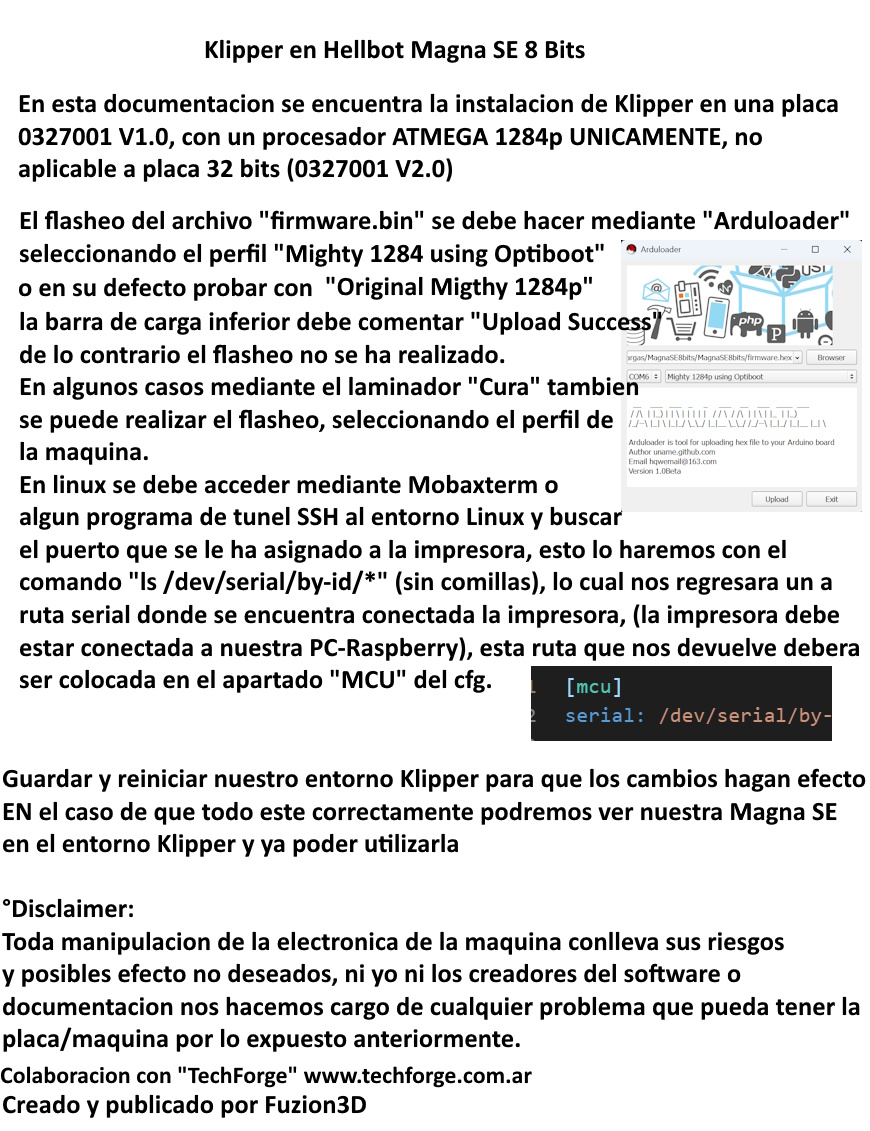 Klipper en Hellbot Magna SE 8 Bits
En esta documentacion se encuentra la instalacion de Klipper en una placa
0327001 V1.0, con un procesador ATMEGA 1284p UNICAMENTE, no
aplicable a placa 32 bits (0327001 V2.0)
El flasheo del archivo "firmware.bin" se debe hacer mediante "Arduloader"
seleccionando el perfil "Mighty 1284 using Optiboot"
o en su defecto probar con "Original Migthy 1284p"
la barra de carga inferior debe comentar "Upload Success"
de lo contrario el flasheo no se ha realizado.
En algunos casos mediante el laminador "Cura" tambien
se puede realizar el flasheo, seleccionando el perfil de
la maquina.
En linux se debe acceder mediante Mobaxterm o
algun programa de tunel SSH al entorno Linux y buscar
el puerto que se le ha asignado a la impresora, esto lo haremos con el
comando "ls /dev/serial/by-id/*" (sin comillas), lo cual nos regresara un a
ruta serial donde se encuentra conectada la impresora, (la impresora debe
estar conectada a nuestra PC-Raspberry), esta ruta que nos devuelve debera
ser colocada en el apartado "MCU" del cfg.
Arduloader
php
P
rgas/MagnaSE8bits/MagnaSE8bits/firmware.hex
Browser
COM6
Mighty 1284p using Optiboot
Arduloader is tool for uploading hex file to your Arduino board
Author uname.github.com
Email hqwemail@163.com
Version 1.0Beta
Upload
Exit
1 [mcu]
2 serial: /dev/serial/by-
Guardar y reiniciar nuestro entorno Klipper para que los cambios hagan efecto
EN el caso de que todo este correctamente podremos ver nuestra Magna SE
en el entorno Klipper y ya poder utilizarla
°Disclaimer:
Toda manipulacion de la electronica de la maquina conlleva sus riesgos
y posibles efecto no deseados, ni yo ni los creadores del software o
documentacion nos hacemos cargo de cualquier problema que pueda tener la
placa/maquina por lo expuesto anteriormente.
Colaboracion con "TechForge" www.techforge.com.ar
Creado y publicado por Fuzion3D